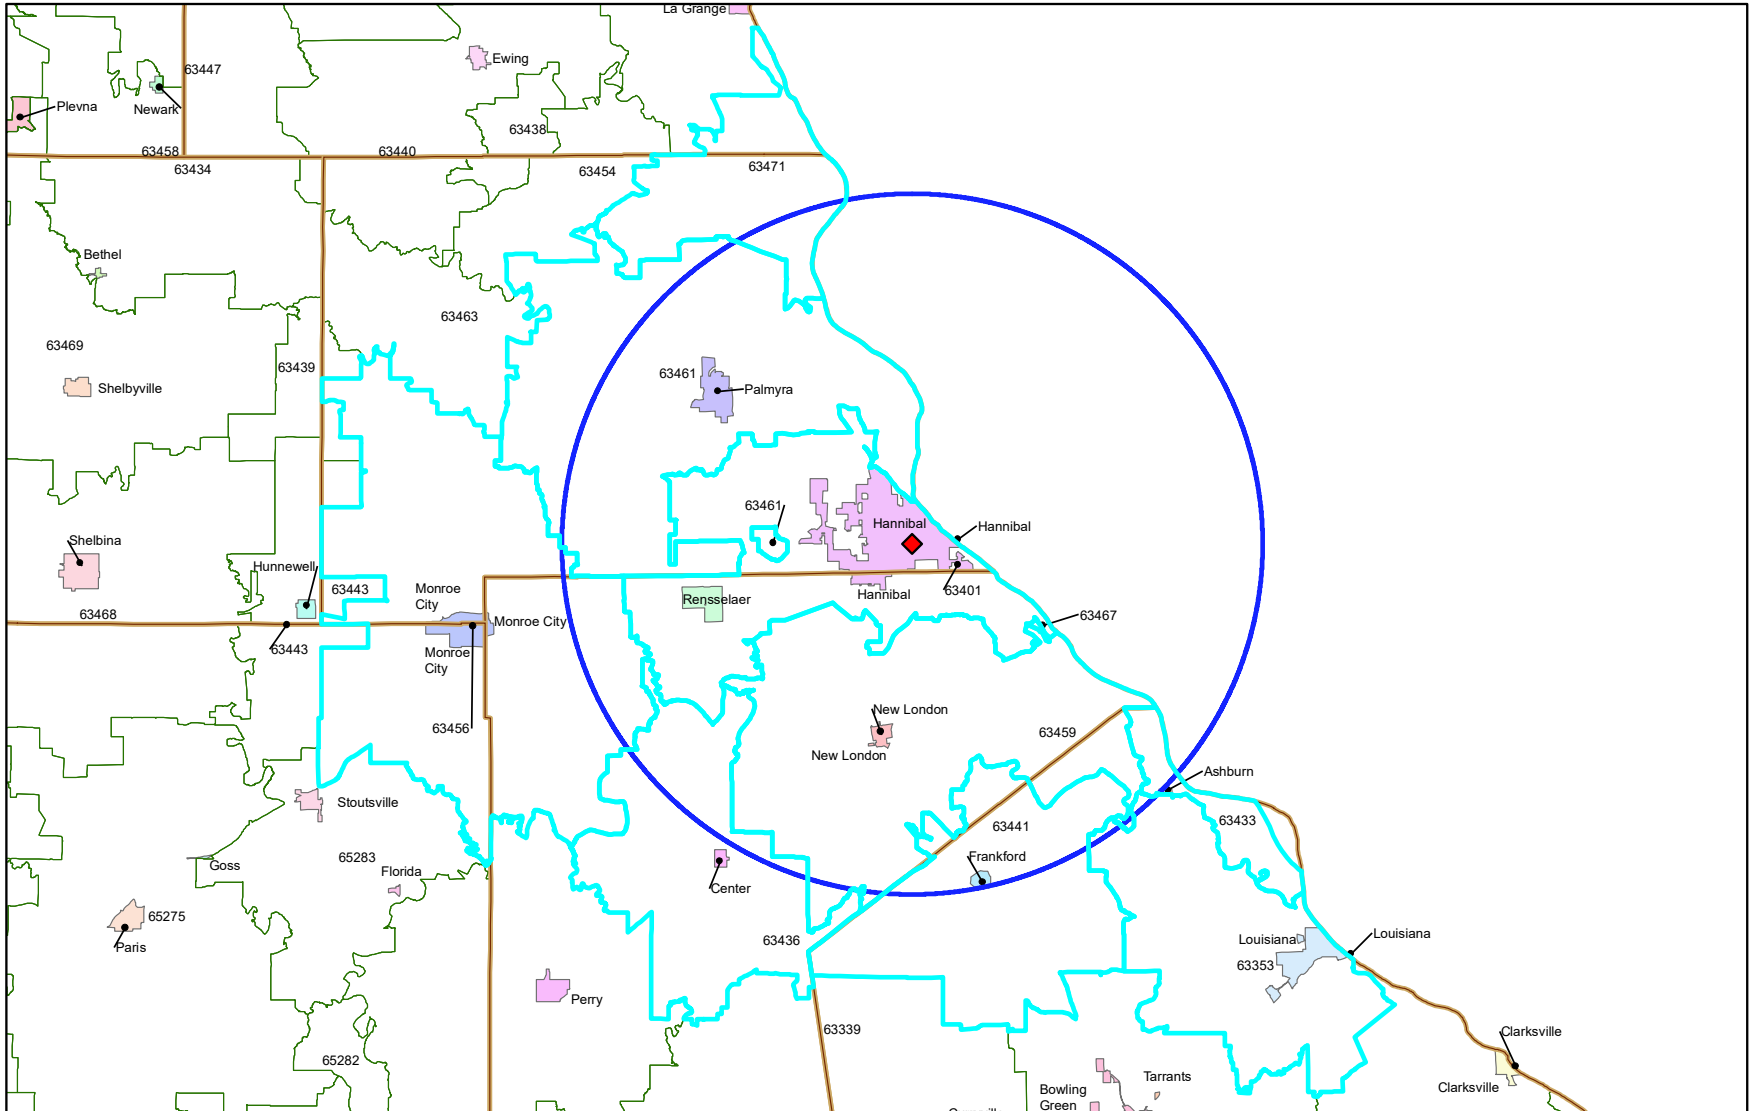 La Grange
Ewing
63447
Plevna
Newark
63438
63458
63440
63434
63454
63471
Bethel
63463
63469
63439
Shelbyville
63461
Palmyra
63461
Hannibal
Hannibal
Shelbina
Hunnewell
63443
Monroe
City
Hannibal
63401
Rensselaer
63468
Monroe City
63467
63443
Monroe
City
63456
New London
63459
New London
Ashburn
Stoutsville
63441
63433
65283
Frankford
Goss
Florida
Center
65275
Paris
63436
Louisiana
Louisiana
63353
Perry
63339
Clarksville
65282
Tarrants
Clarksville
Bowling
Green